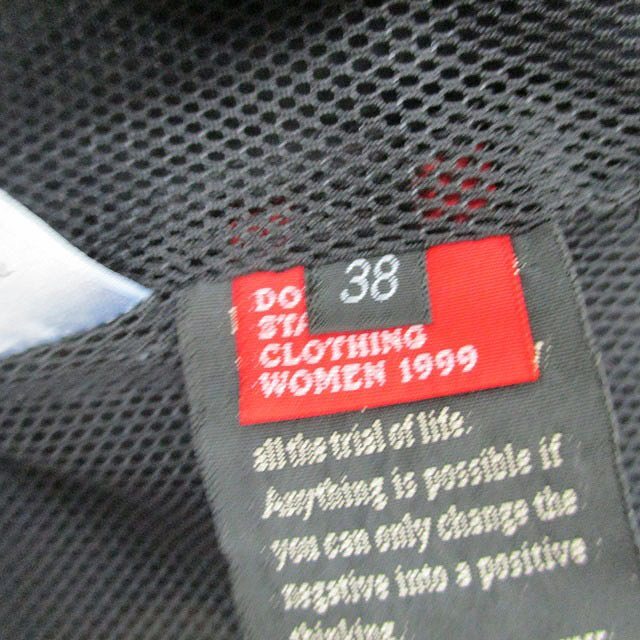 38
DO
STA
CLOTHING
WOMEN 1999
all the trial of life.
is possible if
you can only change the
negative into a positive
thinking